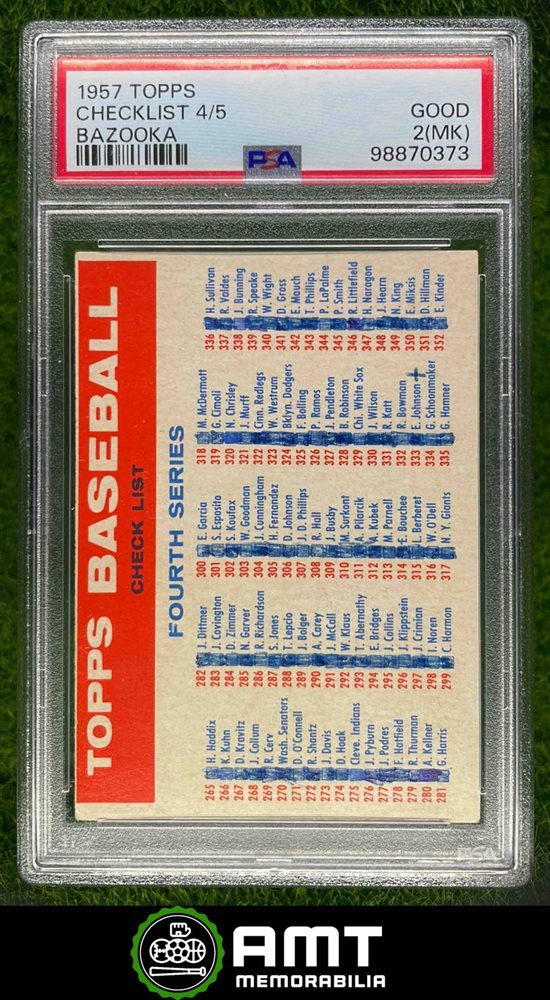 1957 TOPPS
CHECKLIST 4/5
BAZOOKA
GOOD
2(MK)
98870373
PSA
TOPPS BASEBALL
CHECK LIST
FOURTH SERIES
265 H. Haddix
266 K. Kuhn
267 D. Kravitz
268 J. Collum
269 R. Cerv
270 Wash. Senators
271 D. O'Connell
272 R. Shantz
273 J. Davis
274 D. Hoak
275 Cleve. Indians
276 J. Pyburn
277 J. Podres
278 F. Hatfield
279 R. Thurman
280 A. Kellner
281 G. Harris
282 J. Dittmer
283 J. Covington
284 D. Zimmer
285 N. Garver
286 R. Richardson
287 S. Jones
288 T. Lepcio
289 J. Bolger
290 A. Carey
291 J. McCall
292 W. Klaus
293 T. Abernathy
294 E. Bridges
295 J. Collins
296 J. Klippstein
297 J. Crimian
298 I. Noren
299 C. Harmon
300 E. Garcia
301 S. Esposito
302 S. Koufax
303 W. Goodman
304 J. Cunningham
305 H. Fernandez
306 D. Johnson
307 J. D. Phillips
308 R. Hall
309 J. Busby
310 M. Surkont
311 A. Pilarcik
312 A. Kubek
313 M. Parnell
314 E. Bouchee
315 L. Berberet
316 W. O'Dell
317 N. Y. Giants
318 M. McDermott
319 G. Cimoli
320 N. Chrisley
321 J. Murff
322 Cinn. Redlegs
323 W. Westrum
324 Bklyn. Dodgers
325 F. Bolling
326 P. Ramos
327 J. Pendleton
328 B. Robinson
329 Chi. White Sox
330 J. Wilson
331 R. Katt
332 R. Bowman
333 E. Johnson
334 G. Schoonmaker
335 G. Hamner
336 H. Sullivan
337 R. Valdes
338 J. Bunning
339 R. Speake
340 W. Wight
341 D. Gross
342 E. Mauch
343 T. Phillips
344 P. LaPalme
345 P. Smith
346 R. Littlefield
347 H. Naragon
348 J. Hearn
349 N. King
350 E. Miksis
351 D. Hillman
352 E. Kinder
PSA
AMT
MEMORABILIA